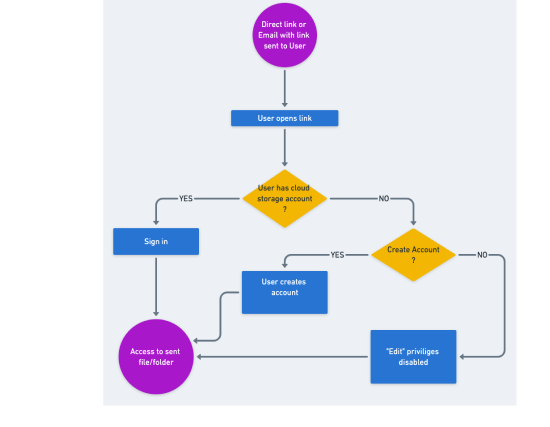 Direct link or
Email with link
sent to User
User opens link
User has cloud
storage account
?
YES
NO
Sign in
Create Account
?
YES
NO
User creates
account
Access to sent
file/folder
"Edit" priviliges
disabled